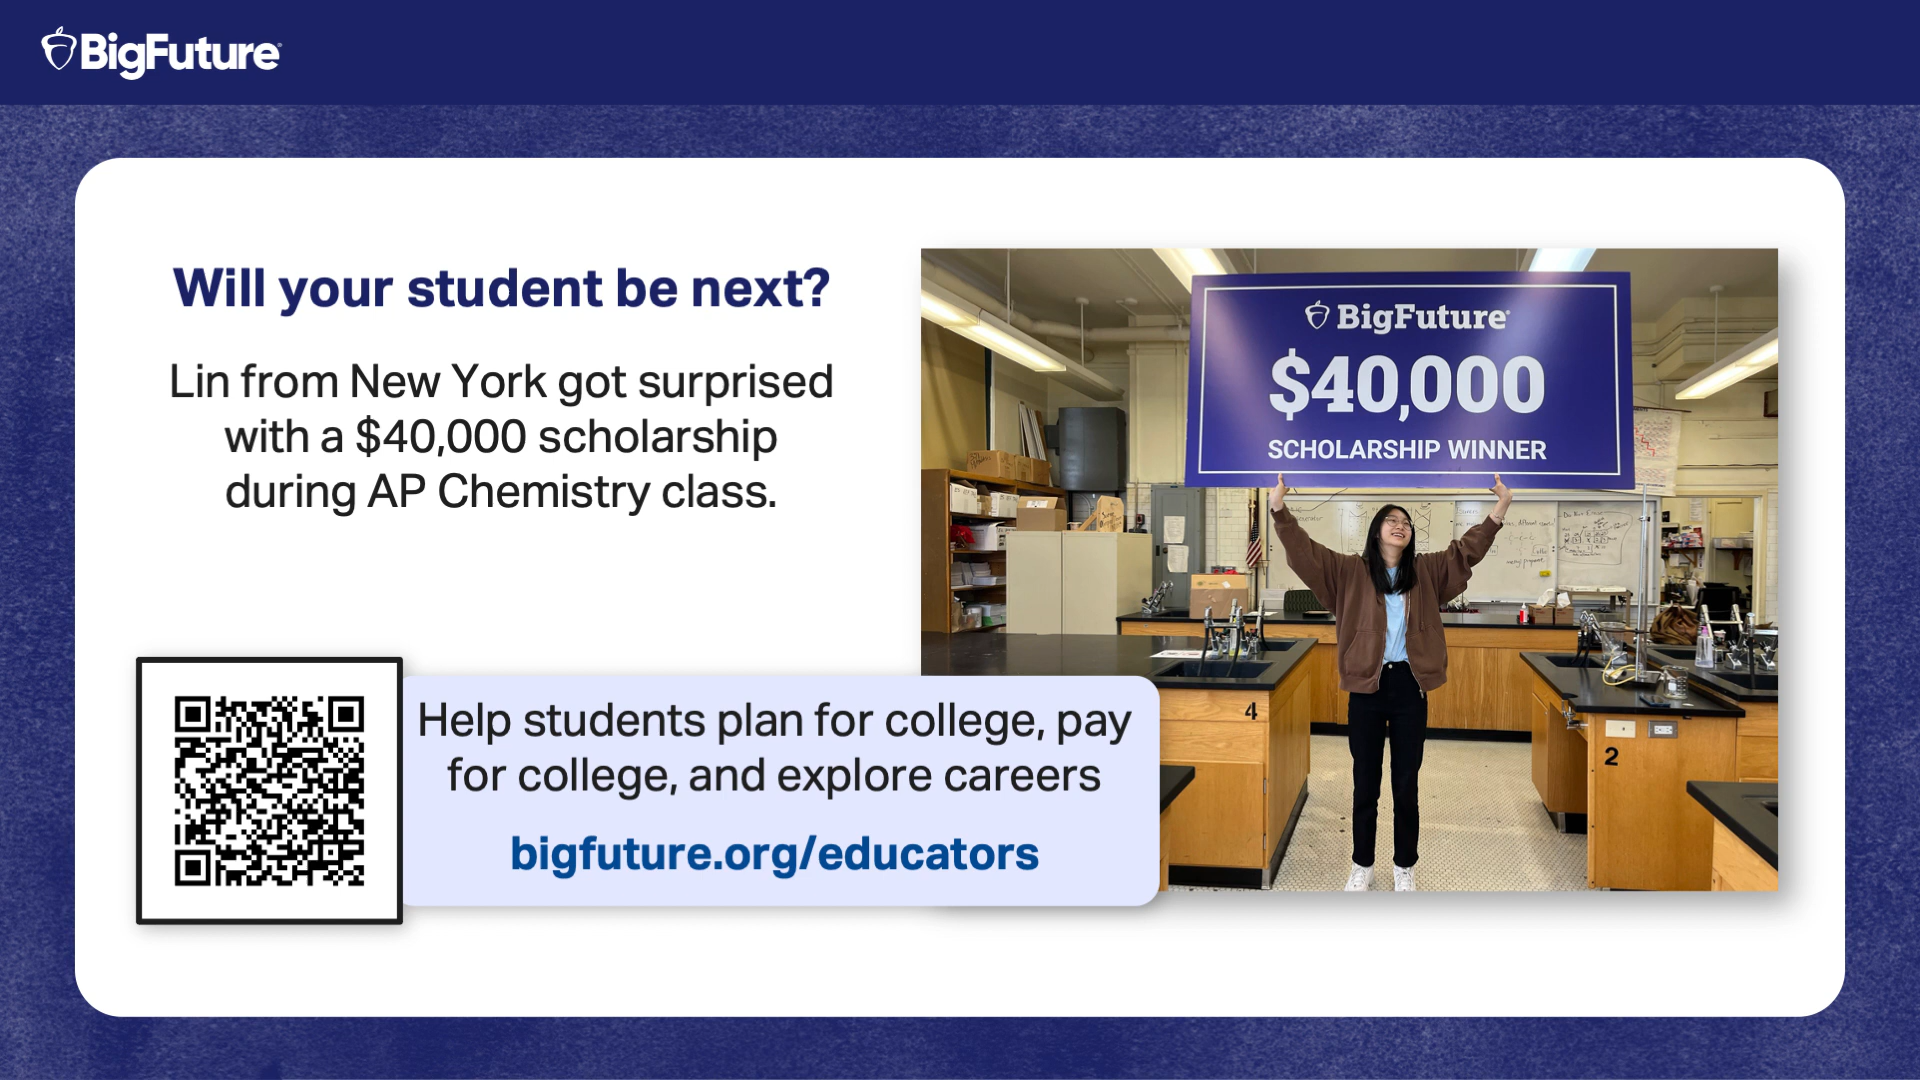 BigFuture
Will your student be next?
Lin from New York got surprised
with a $40,000 scholarship
during AP Chemistry class.
BigFuture
$40,000
SCHOLARSHIP WINNER
Help students plan for college, pay
for college, and explore careers
bigfuture.org/educators
4
2